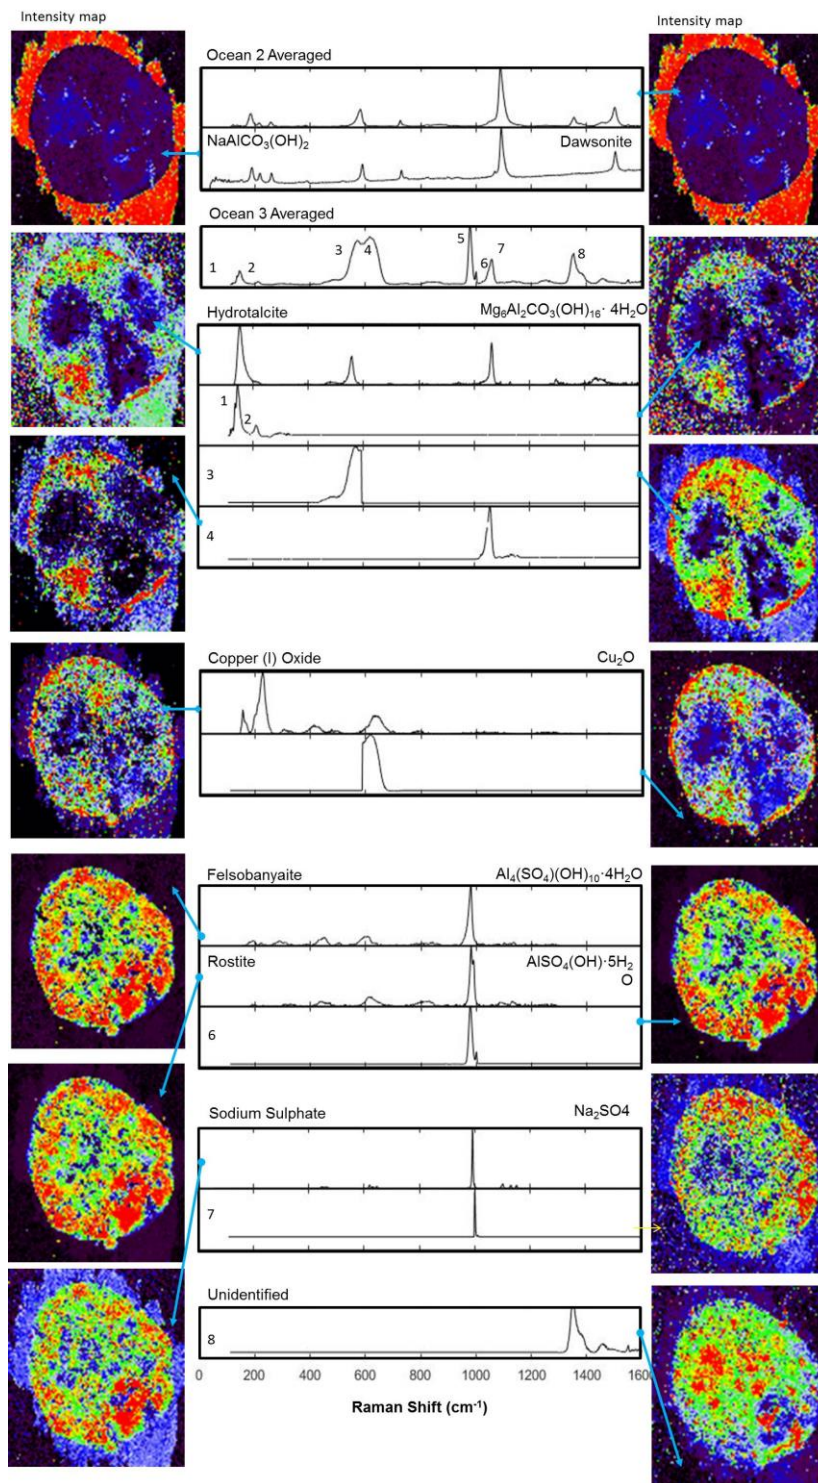 Intensity map
Intensity map
Ocean 2 Averaged
NaAlCO₃(OH)₂ Dawsonite
Ocean 3 Averaged
1 2 3 4 5 6 7 8
Hydrotalcite Mg₆Al₂CO₃(OH)₁₆· 4H₂O
1
2
3
4
Copper (I) Oxide Cu₂O
Felsobanyaite Al₄(SO₄)(OH)₁₀·4H₂O
Rostite AlSO₄(OH)·5H₂
O
6
Sodium Sulphate Na₂SO4
7
Unidentified
8
0 200 400 600 800 1000 1200 1400 1600
Raman Shift (cm⁻¹)